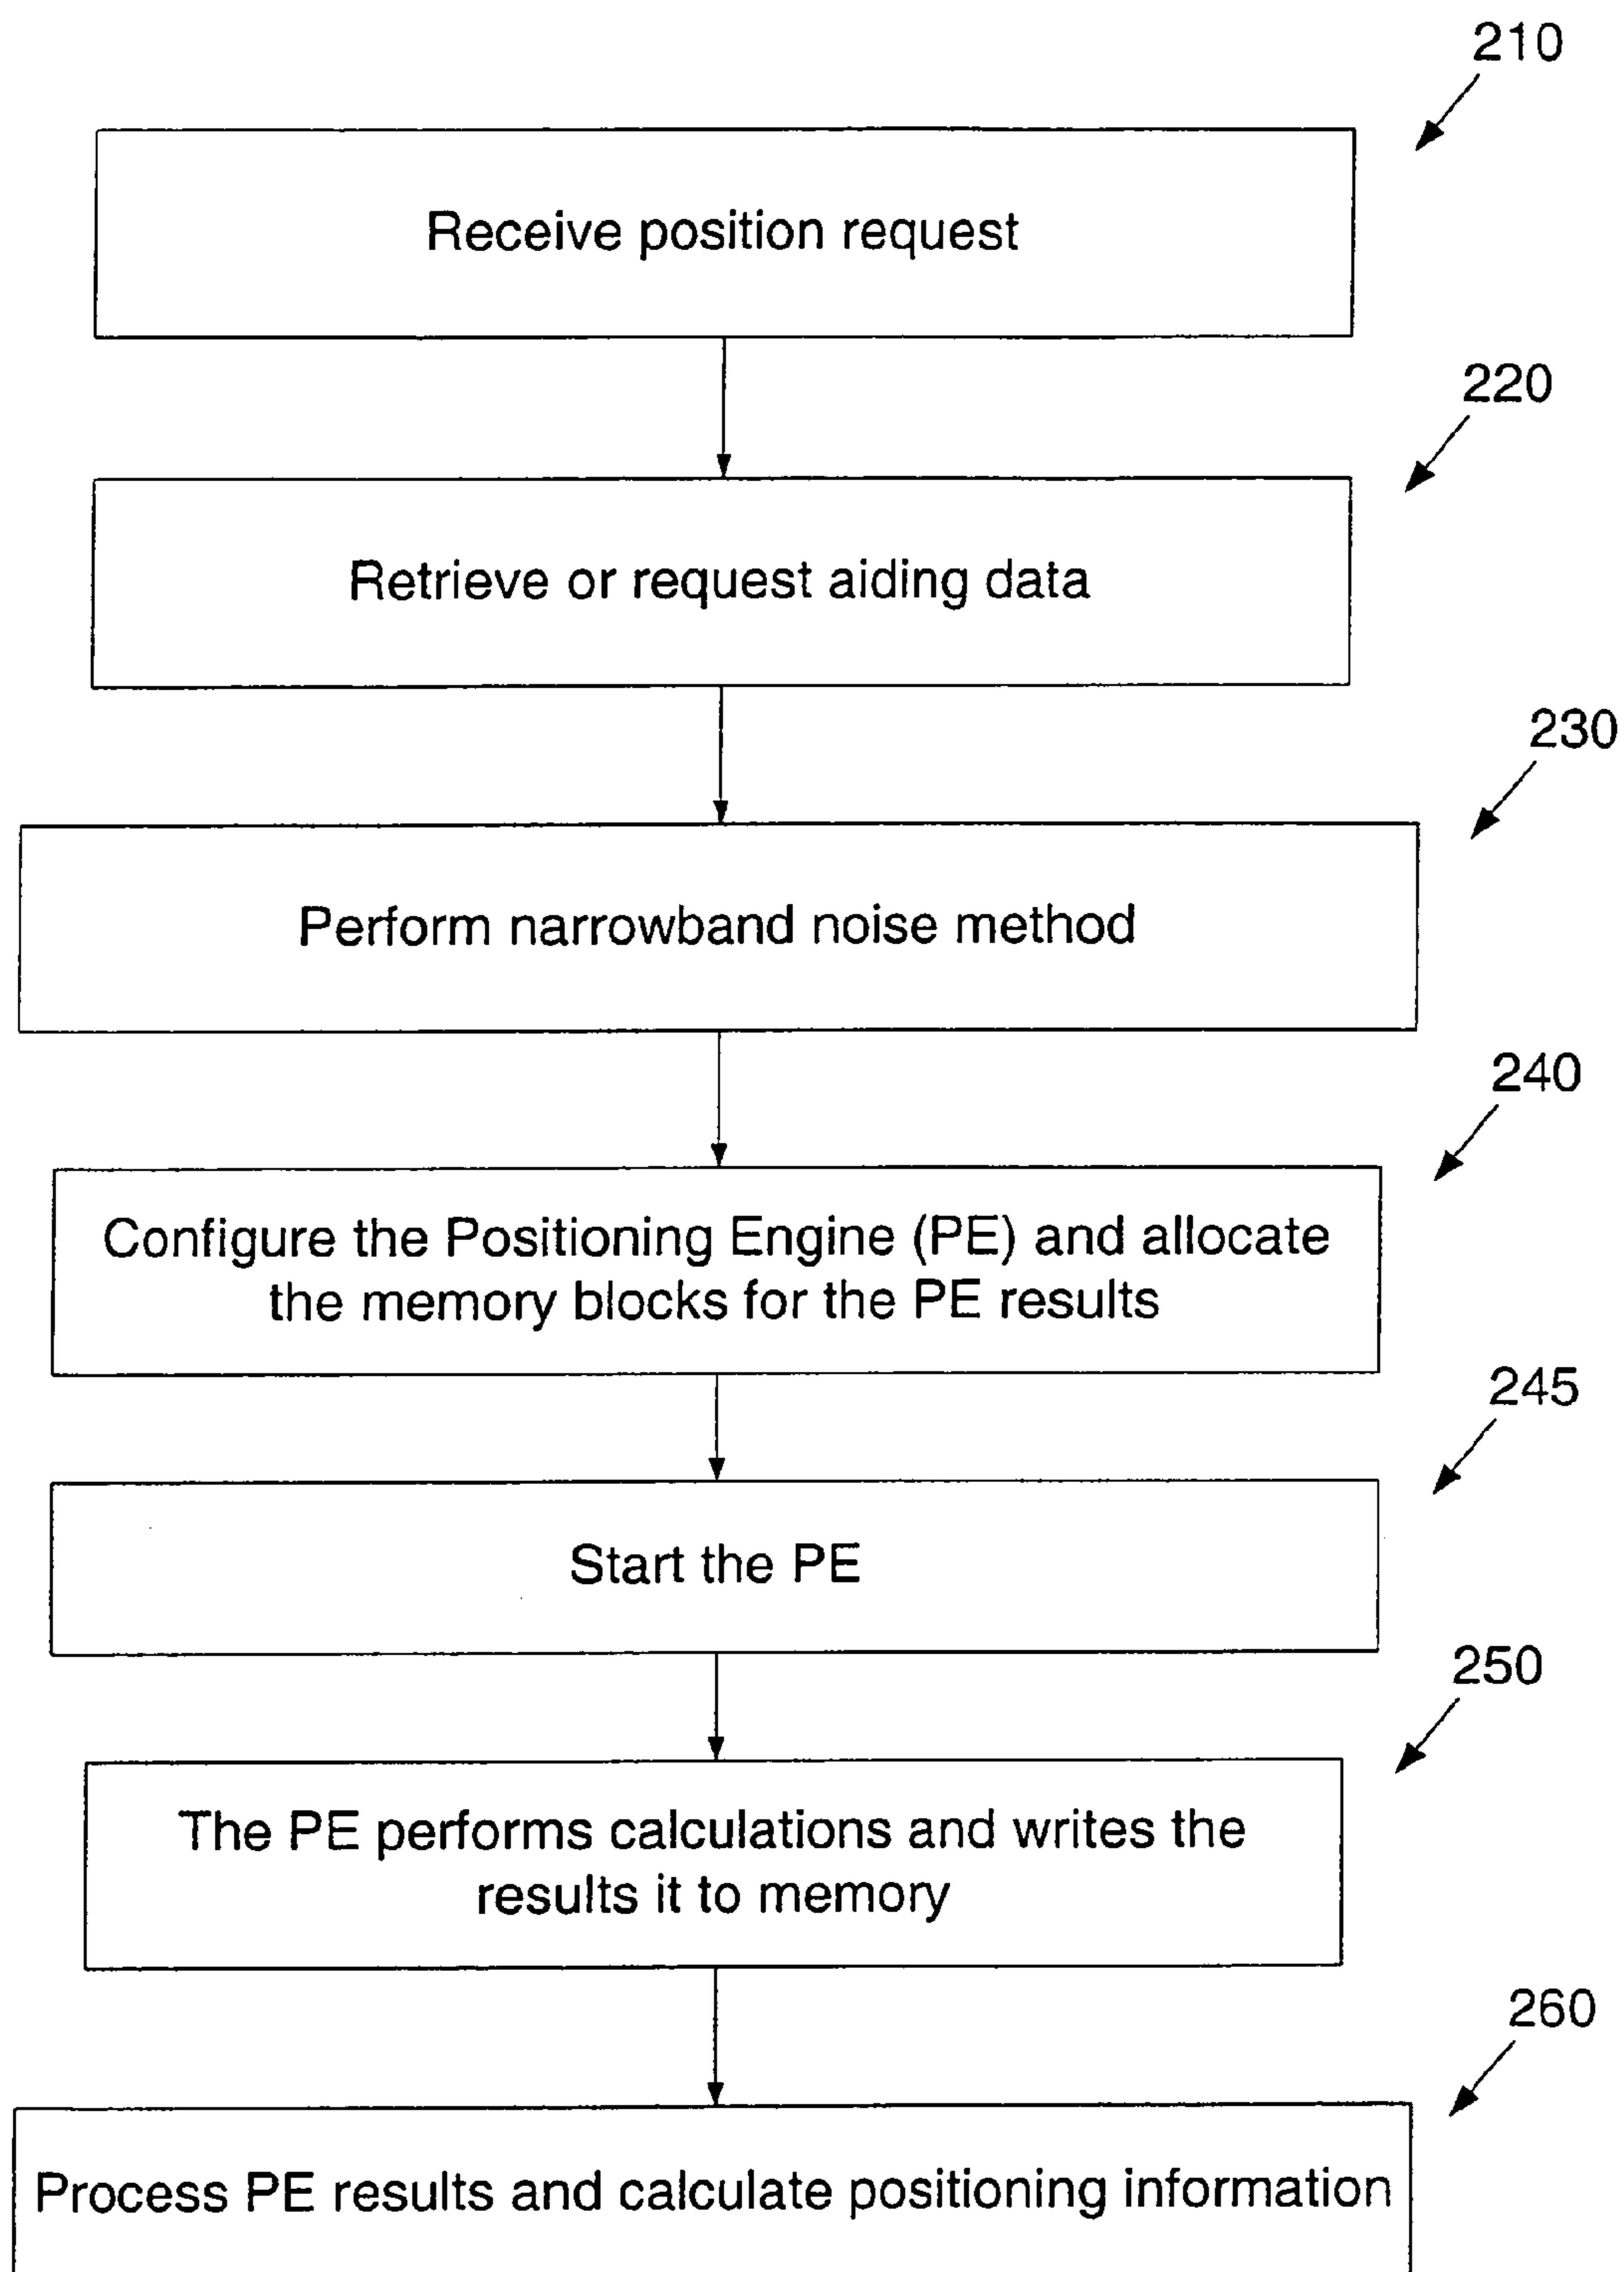 210
Receive position request
220
Retrieve or request aiding data
230
Perform narrowband noise method
240
Configure the Positioning Engine (PE) and allocate
the memory blocks for the PE results
245
Start the PE
250
The PE performs calculations and writes the
results it to memory
260
Process PE results and calculate positioning information